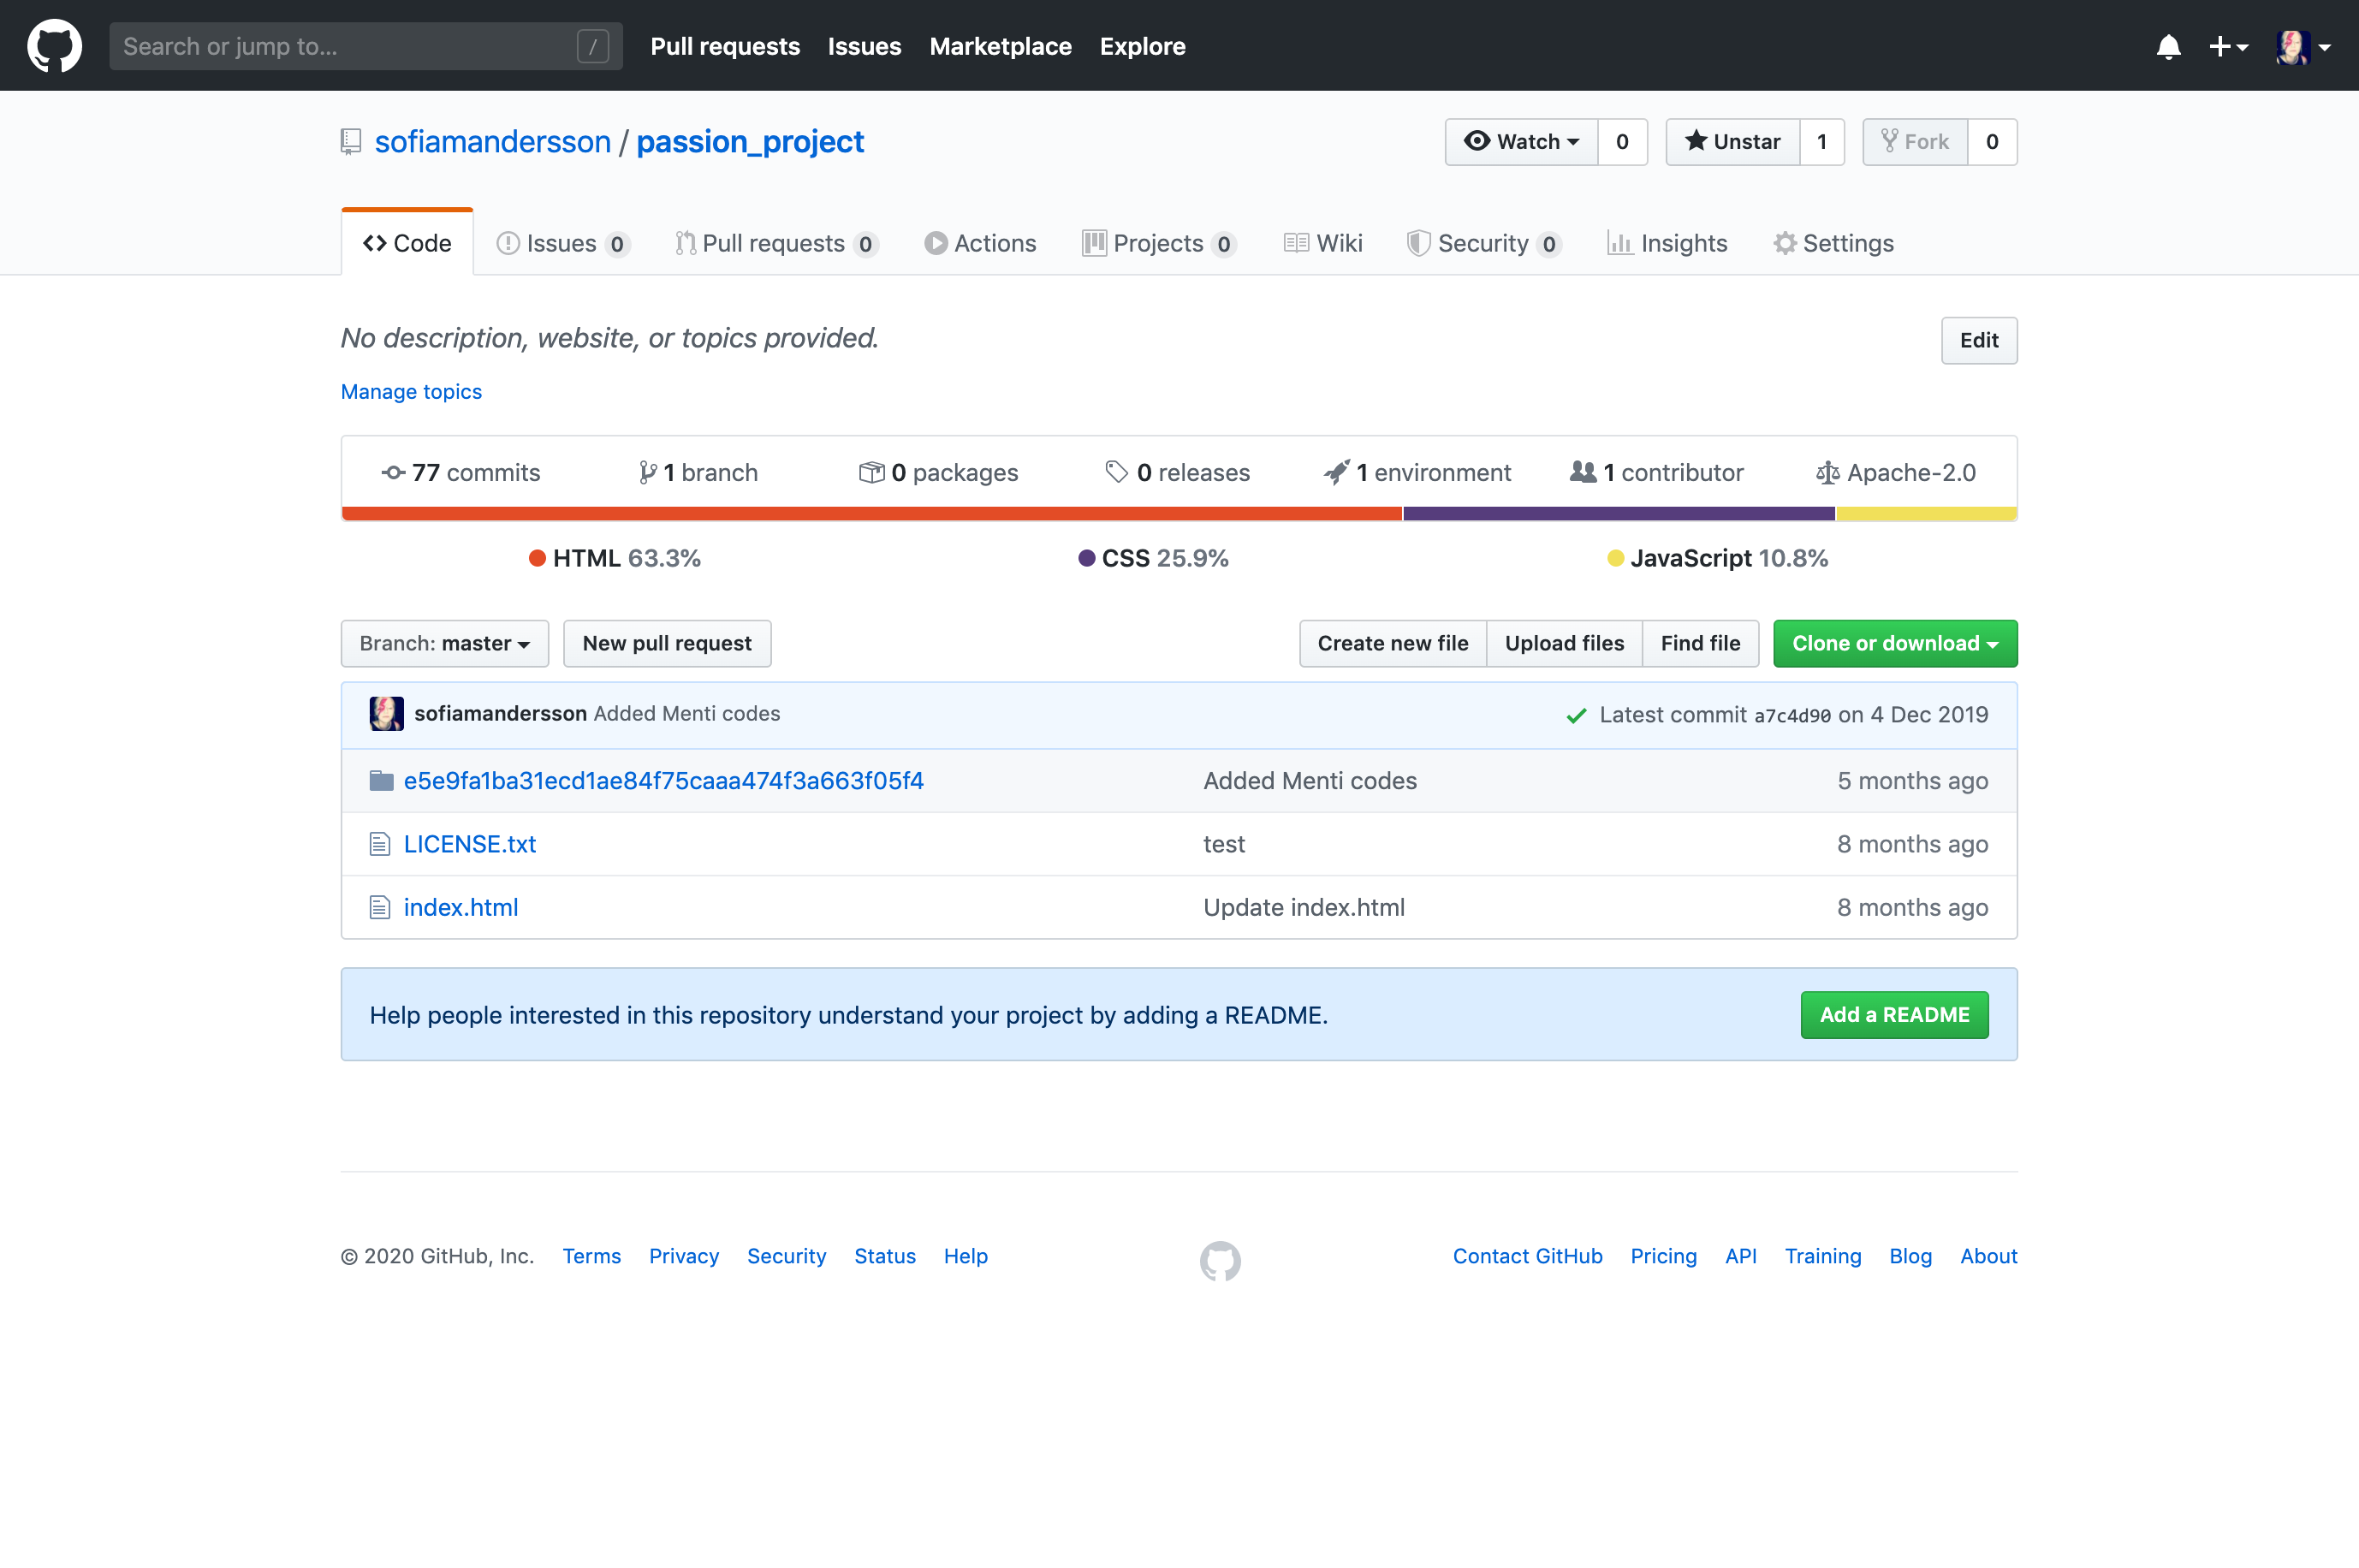 Search or jump to... /
Pull requests Issues Marketplace Explore
sofiamandersson / passion_project
Watch 0 Unstar 1 Fork 0
Code Issues 0 Pull requests 0 Actions Projects 0 Wiki Security 0 Insights Settings
No description, website, or topics provided.
Edit
Manage topics
77 commits 1 branch 0 packages 0 releases 1 environment 1 contributor Apache-2.0
HTML 63.3% CSS 25.9% JavaScript 10.8%
Branch: master New pull request Create new file Upload files Find file Clone or download
sofiamandersson Added Menti codes Latest commit a7c4d90 on 4 Dec 2019
e5e9fa1ba31ecd1ae84f75caaa474f3a663f05f4 Added Menti codes 5 months ago
LICENSE.txt test 8 months ago
index.html Update index.html 8 months ago
Help people interested in this repository understand your project by adding a README. Add a README
© 2020 GitHub, Inc. Terms Privacy Security Status Help Contact GitHub Pricing API Training Blog About